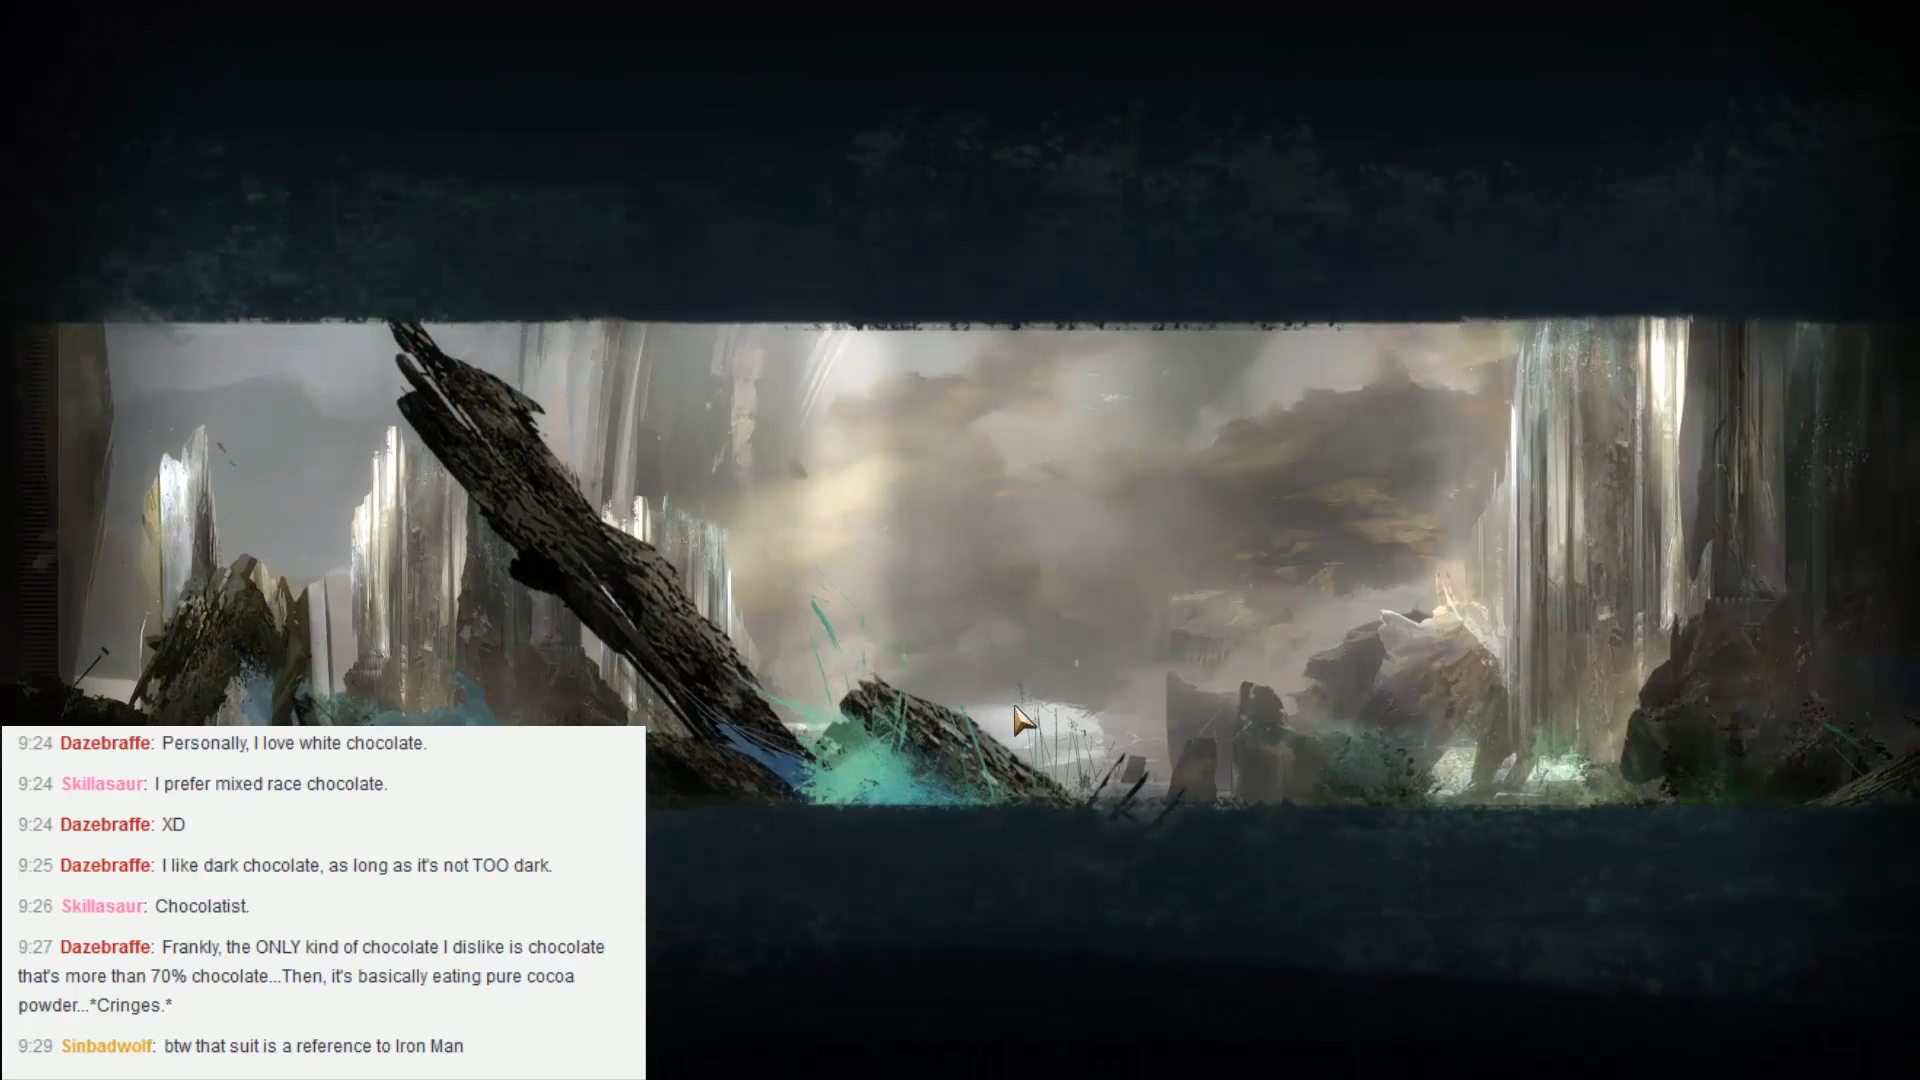 9:24 Dazebraffe: Personally, I love white chocolate.
9:24 Skillasaur: I prefer mixed race chocolate.
9:24 Dazebraffe: XD
9:25 Dazebraffe: I like dark chocolate, as long as it's not TOO dark.
9:26 Skillasaur: Chocolatist.
9:27 Dazebraffe: Frankly, the ONLY kind of chocolate I dislike is chocolate
that's more than 70% chocolate...Then, it's basically eating pure cocoa
powder...*Cringes.*
9:29 Sinbadwolf: btw that suit is a reference to Iron Man